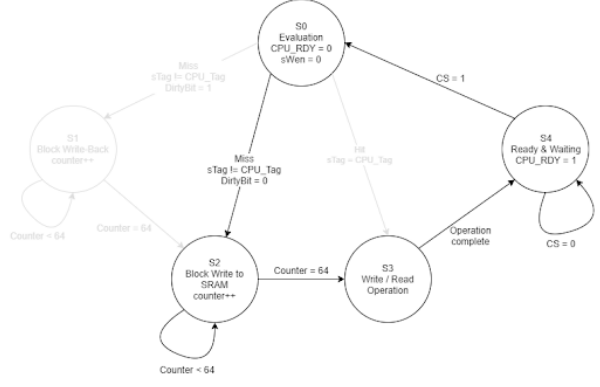 S0
Evaluation
CPU_RDY = 0
sWen = 0
Miss
sTag != CPU_Tag
DirtyBit = 1
CS = 1
S1
Block Write-Back
counter++
S4
Ready & Waiting
CPU_RDY = 1
Miss
sTag != CPU_Tag
DirtyBit = 0
Hit
sTag = CPU_Tag
Counter < 64
Counter = 64
Operation
complete
CS = 0
S2
Block Write to
SRAM
counter++
Counter = 64
S3
Write / Read
Operation
Counter < 64